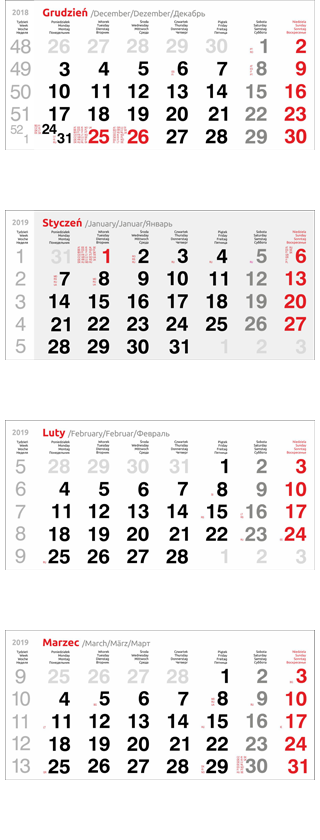 2018 Grudzień /December/Dezember/Декабрь
Tydzień Poniedziałek Wtorek Środa Czwartek Piątek Sobota Niedziela
Week Monday Tuesday Wednesday Thursday Friday Saturday Sunday
Woche Montag Dienstag Mittwoch Donnerstag Freitag Samstag Sonntag
Неделя Понедельник Вторник Среда Четверг Пятница Суббота Воскресенье
48 26 27 28 29 30 1 2
49 3 4 5 6 7 8 9
50 10 11 12 13 14 15 16
51 17 18 19 20 21 22 23
52 24
1 31 25 26 27 28 29 30
2019 Styczeń /January/Januar/Январь
Tydzień Poniedziałek Wtorek Środa Czwartek Piątek Sobota Niedziela
Week Monday Tuesday Wednesday Thursday Friday Saturday Sunday
Woche Montag Dienstag Mittwoch Donnerstag Freitag Samstag Sonntag
Неделя Понедельник Вторник Среда Четверг Пятница Суббота Воскресенье
1 31 1 2 3 4 5 6
2 7 8 9 10 11 12 13
3 14 15 16 17 18 19 20
4 21 22 23 24 25 26 27
5 28 29 30 31 1 2 3
2019 Luty /February/Februar/Февраль
Tydzień Poniedziałek Wtorek Środa Czwartek Piątek Sobota Niedziela
Week Monday Tuesday Wednesday Thursday Friday Saturday Sunday
Woche Montag Dienstag Mittwoch Donnerstag Freitag Samstag Sonntag
Неделя Понедельник Вторник Среда Четверг Пятница Суббота Воскресенье
5 28 29 30 31 1 2 3
6 4 5 6 7 8 9 10
7 11 12 13 14 15 16 17
8 18 19 20 21 22 23 24
9 25 26 27 28 1 2 3
2019 Marzec /March/März/Март
Tydzień Poniedziałek Wtorek Środa Czwartek Piątek Sobota Niedziela
Week Monday Tuesday Wednesday Thursday Friday Saturday Sunday
Woche Montag Dienstag Mittwoch Donnerstag Freitag Samstag Sonntag
Неделя Понедельник Вторник Среда Четверг Пятница Суббота Воскресенье
9 25 26 27 28 1 2 3
10 4 5 6 7 8 9 10
11 11 12 13 14 15 16 17
12 18 19 20 21 22 23 24
13 25 26 27 28 29 30 31